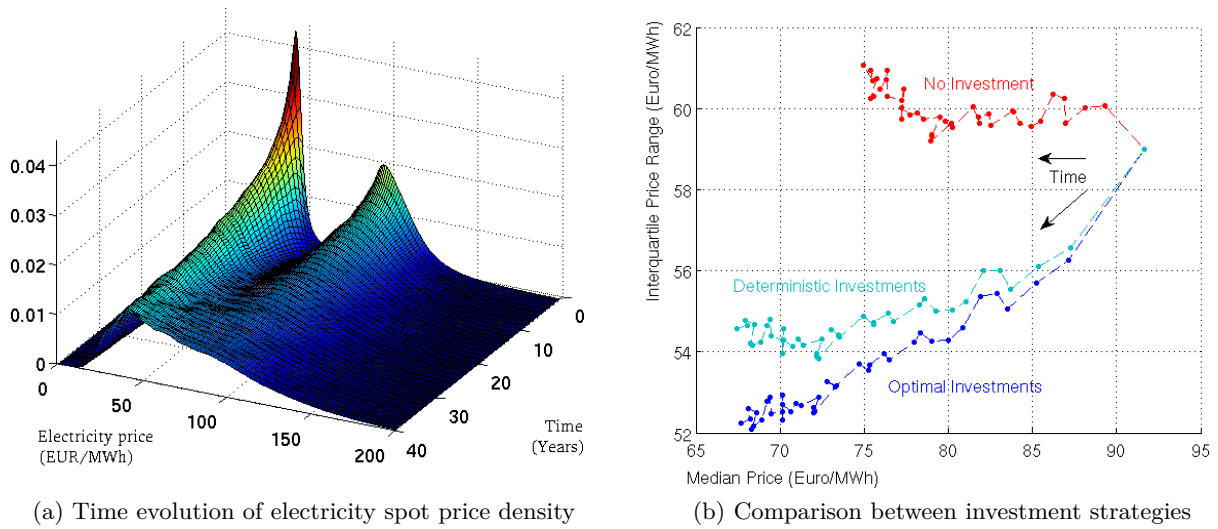 0.04
0.03
0.02
0.01
0
0
50
100
150
200
Electricity price
(EUR/MWh)
0
10
20
30
40
Time
(Years)
(a) Time evolution of electricity spot price density
Interquartile Price Range (Euro/MWh)
62
60
58
56
54
52
No Investment
Time
Deterministic Investments
Optimal Investments
65 70 75 80 85 90 95
Median Price (Euro/MWh)
(b) Comparison between investment strategies